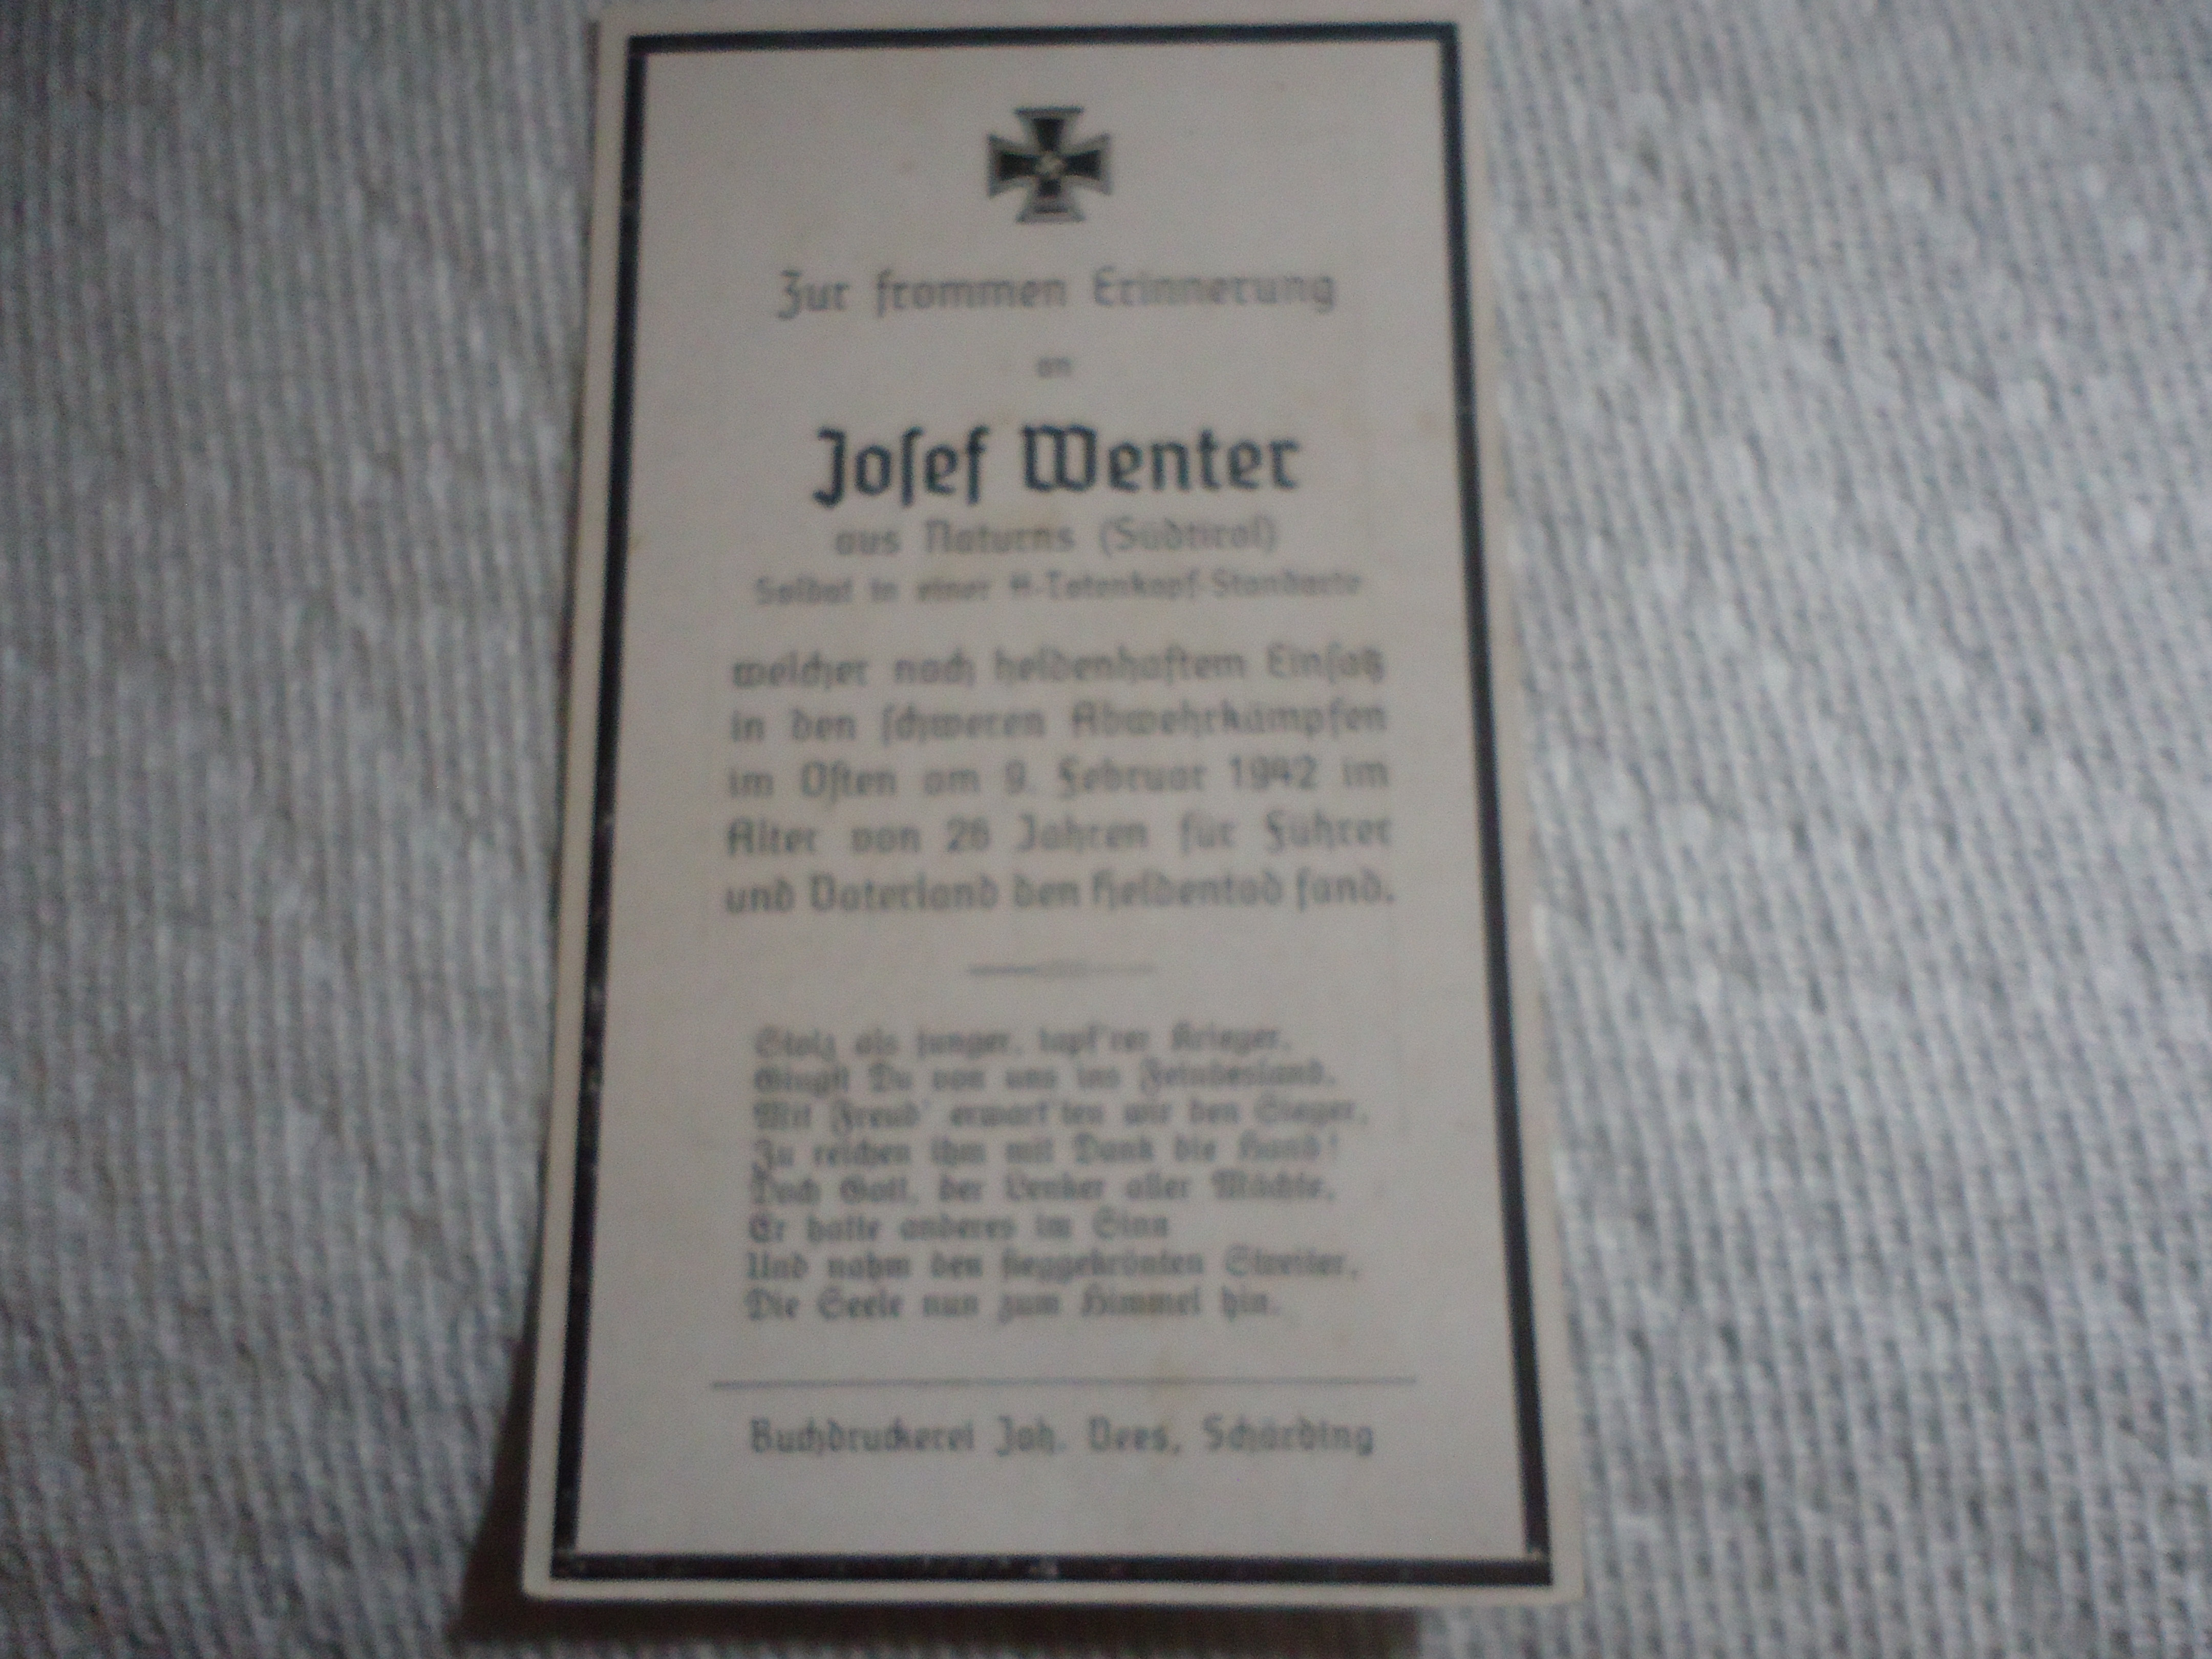 Zur frommen Erinnerung
an
Josef Wenter
aus Naturns (Südtirol)
Soldat in einer SS-Totenkopf-Standarte
welcher nach heldenhaftem Einsatz
in den schweren Abwehrkämpfen
im Osten am 9. Februar 1942 im
Alter von 26 Jahren für Führer
und Vaterland den Heldentod fand.
Stolz als junger, tapf'rer Krieger,
Gingst Du von uns ins Feindesland,
Mit Freud' erwart'ten wir den Sieger,
Zu reichen ihm mit Dank die Hand!
Doch Gott, der Lenker aller Mächte,
Er hatte anderes im Sinn
Und nahm den sieggekrönten Streiter,
Die Seele nun zum Himmel hin.
Buchdruckerei Joh. Vees, Schärding